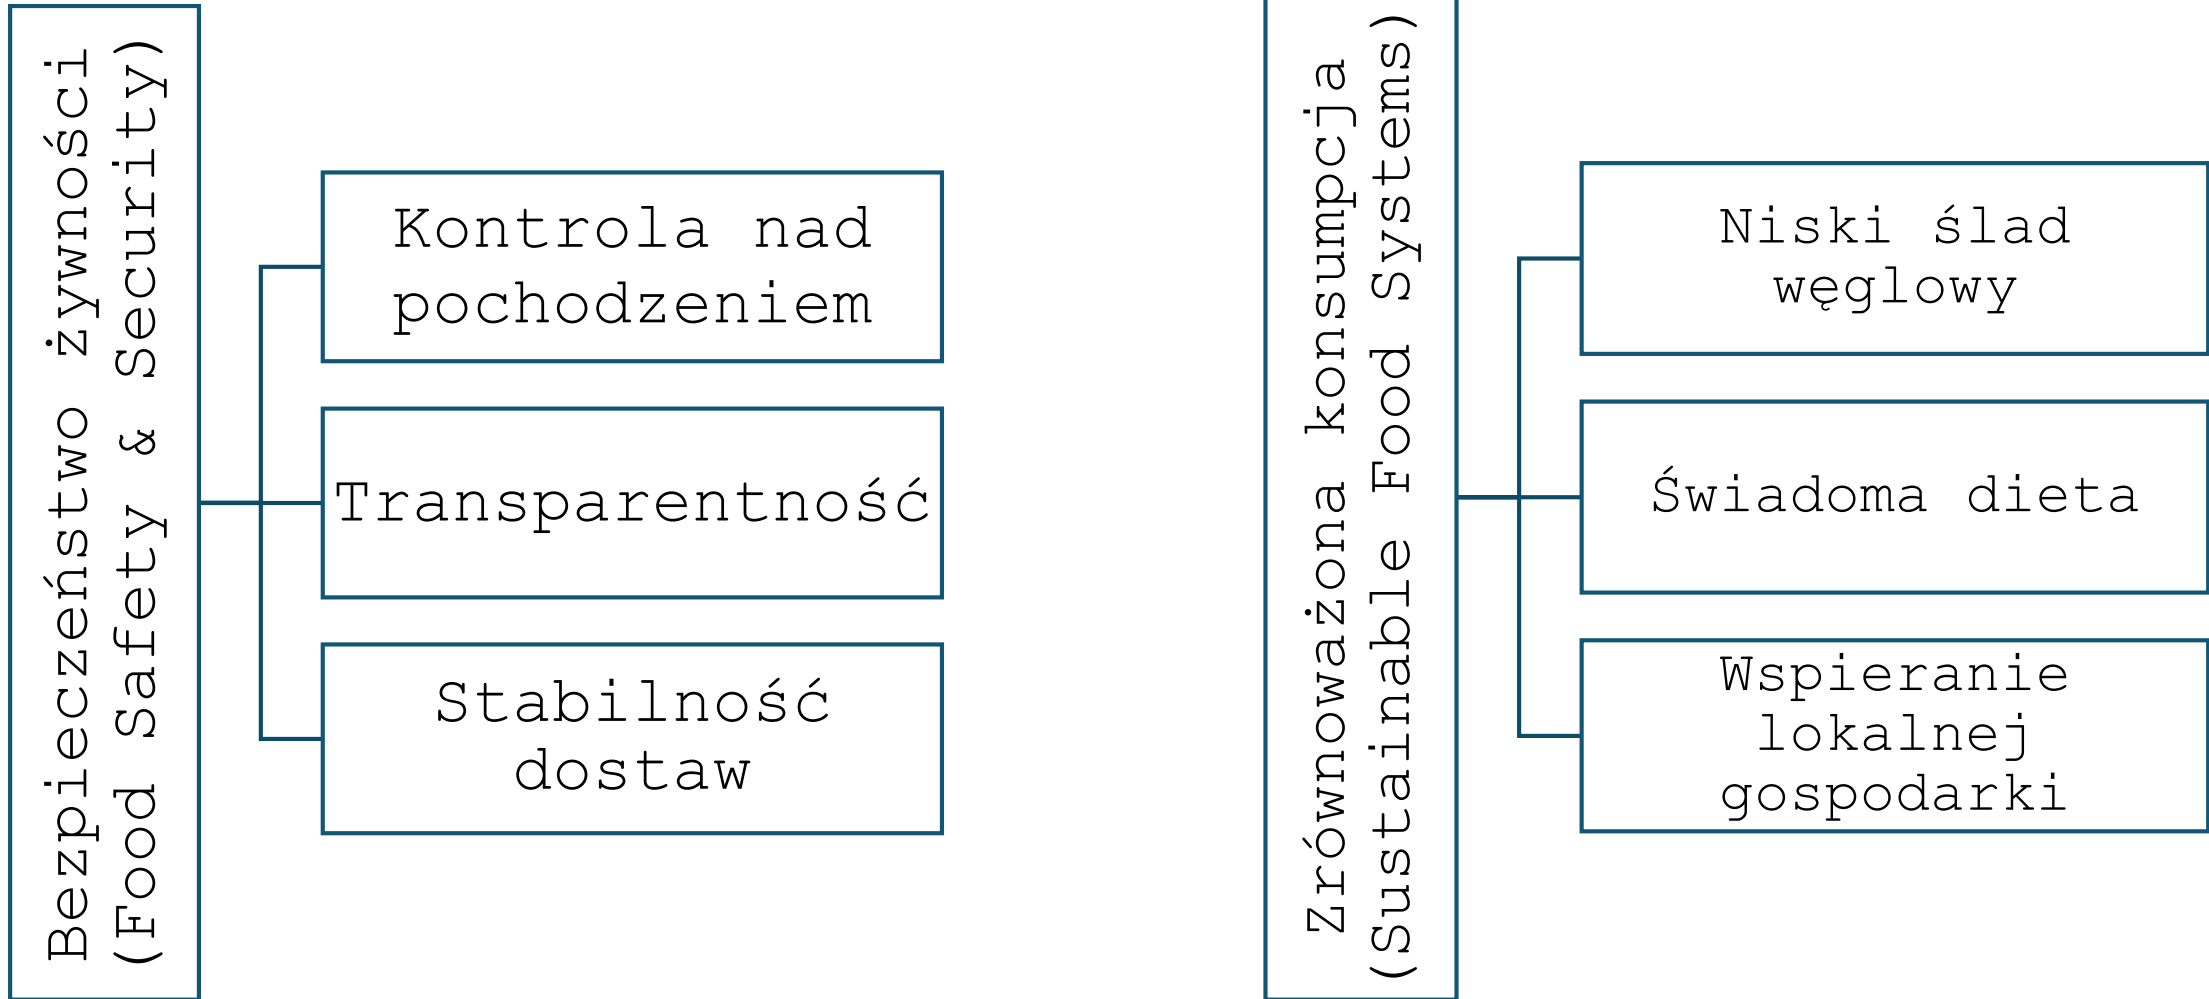 Bezpieczeństwo żywności
(Food Safety & Security)
Kontrola nad
pochodzeniem
Transparentność
Stabilność
dostaw
Zrównoważona konsumpcja
(Sustainable Food Systems)
Niski ślad
węglowy
Świadoma dieta
Wspieranie
lokalnej
gospodarki